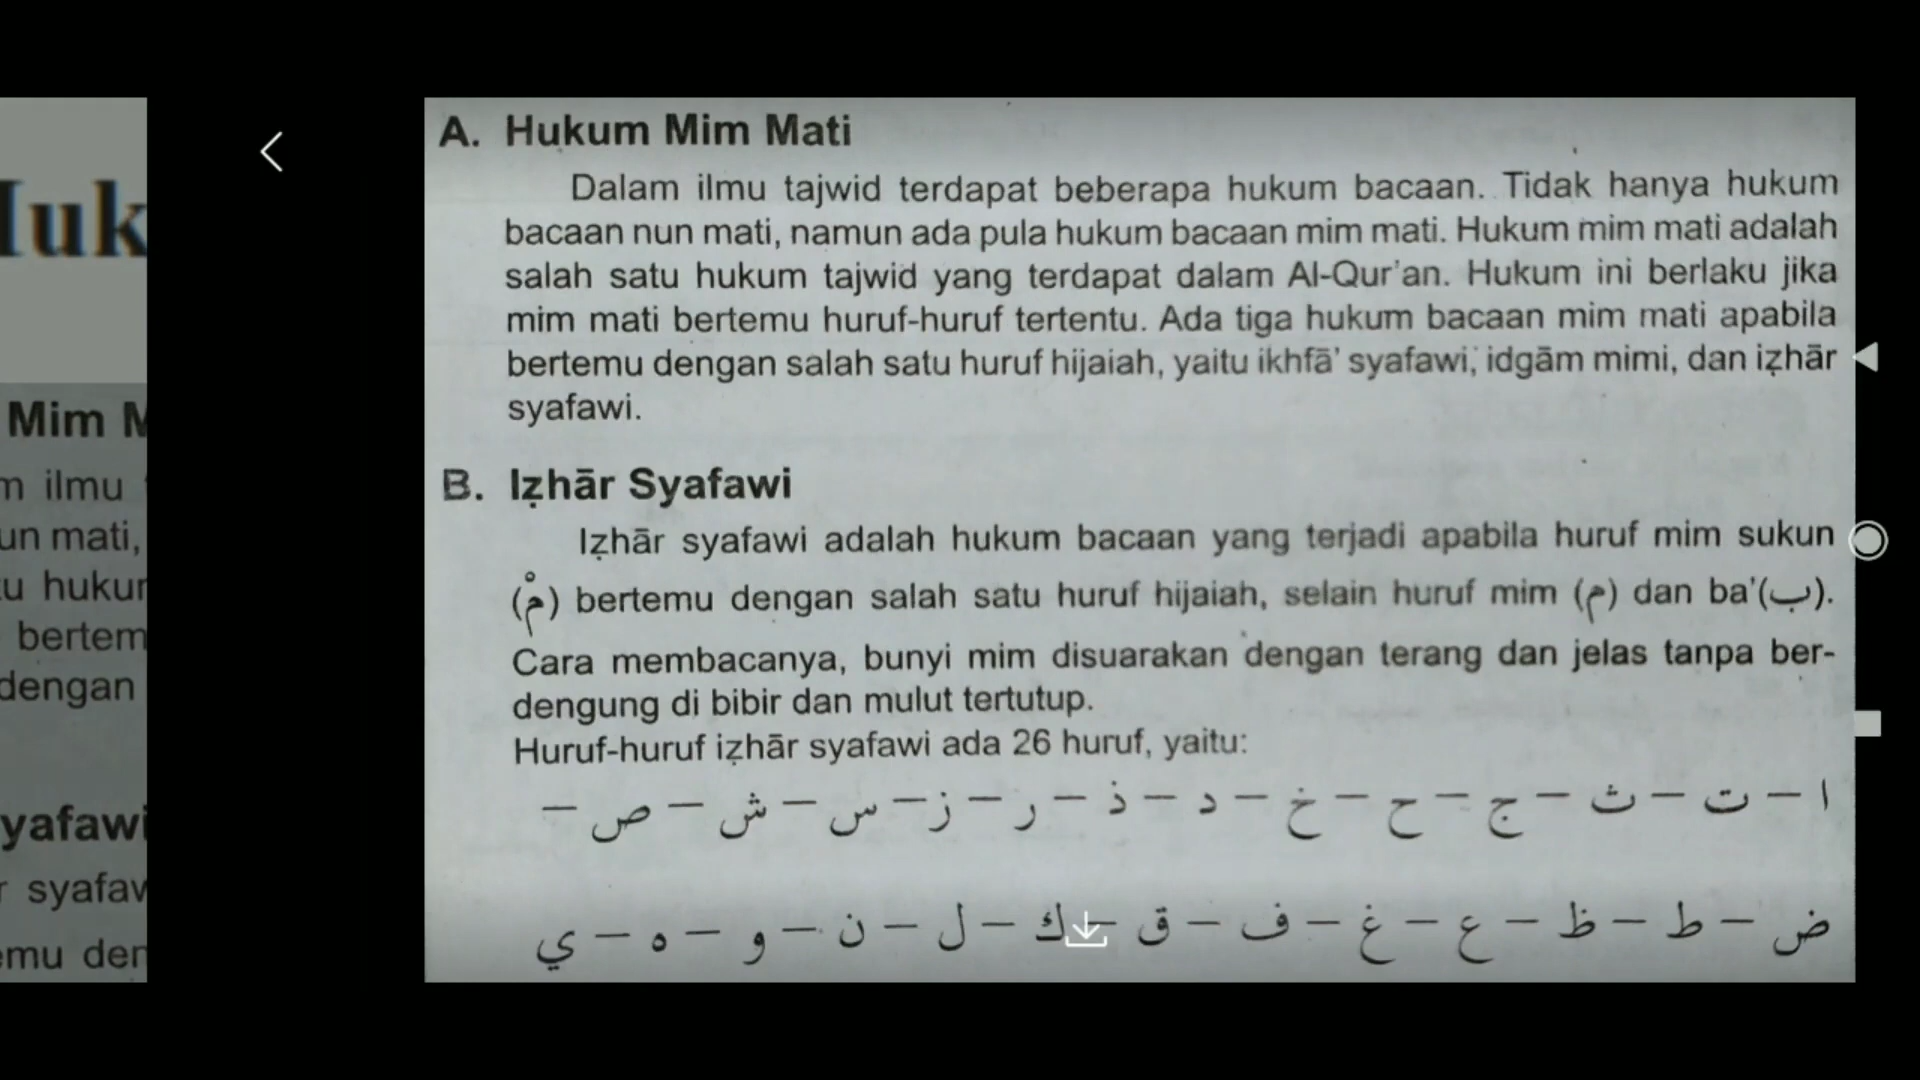 Huk
Mim M
m ilmu
un mati,
u hukur
bertem
dengan
yafawi
r syafaw
emu den
A. Hukum Mim Mati
Dalam ilmu tajwid terdapat beberapa hukum bacaan. Tidak hanya hukum
bacaan nun mati, namun ada pula hukum bacaan mim mati. Hukum mim mati adalah
salah satu hukum tajwid yang terdapat dalam Al-Qur'an. Hukum ini berlaku jika
mim mati bertemu huruf-huruf tertentu. Ada tiga hukum bacaan mim mati apabila
bertemu dengan salah satu huruf hijaiah, yaitu ikhfā' syafawi, idgām mimi, dan iẓhār
syafawi.
B. Iẓhār Syafawi
Iẓhār syafawi adalah hukum bacaan yang terjadi apabila huruf mim sukun
(مْ) bertemu dengan salah satu huruf hijaiah, selain huruf mim (م) dan ba'(ب).
Cara membacanya, bunyi mim disuarakan dengan terang dan jelas tanpa ber-
dengung di bibir dan mulut tertutup.
Huruf-huruf iẓhār syafawi ada 26 huruf, yaitu:
ا – ت – ث – ج – ح – خ – د – ذ – ر – ز – س – ش – ص –
ض – ط – ظ – ع – غ – ف – ق – ك – ل – ن – و – ه – ي